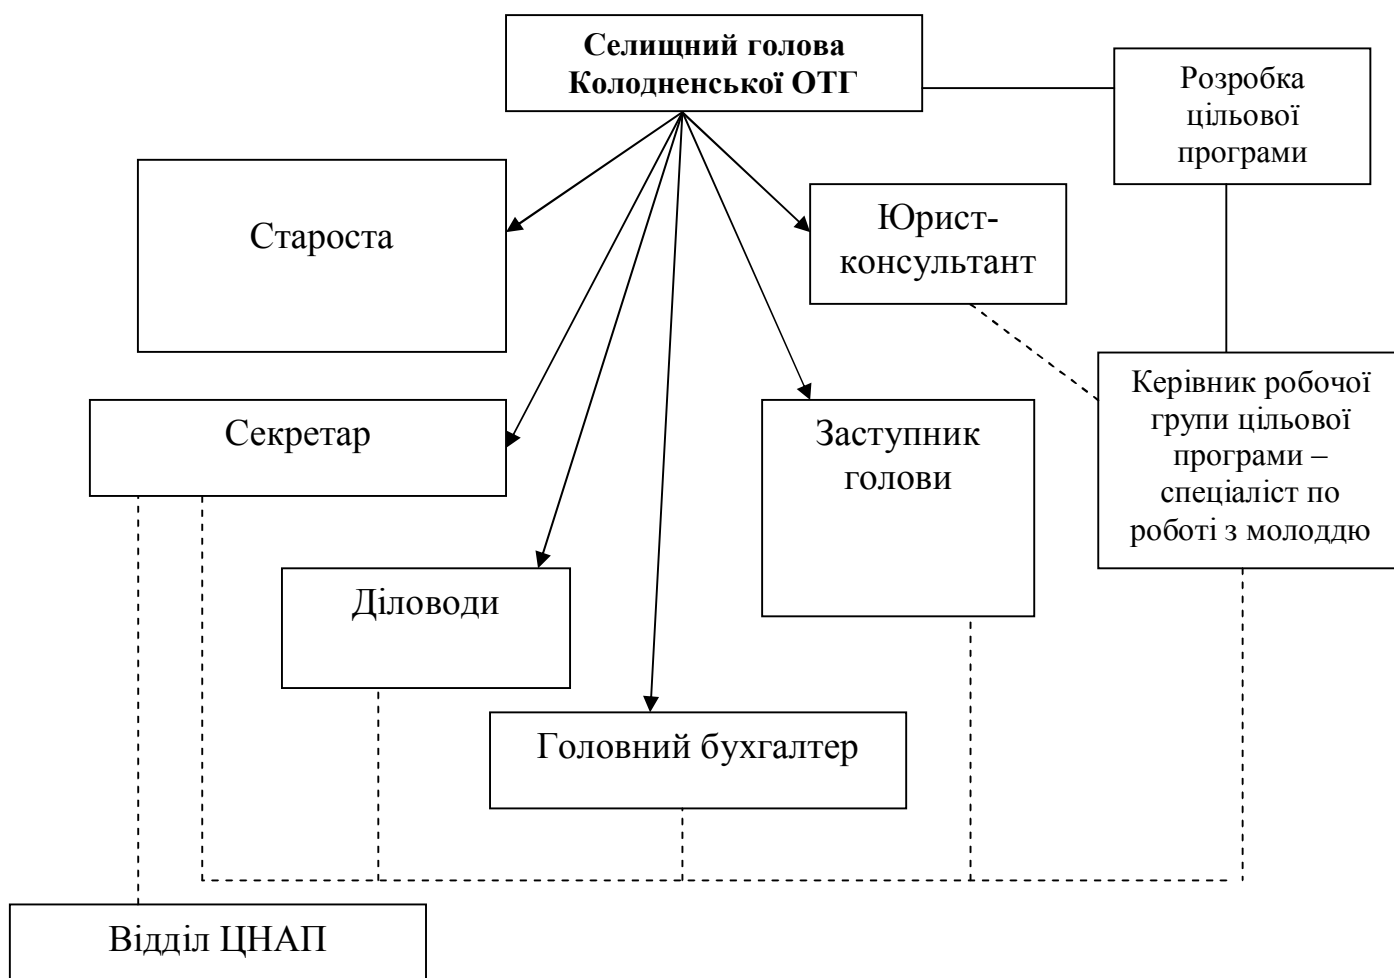 Селищний голова
Колодненської ОТГ
Розробка
цільової
програми
Староста
Юрист-
консультант
Керівник робочої
групи цільової
програми –
спеціаліст по
роботі з молоддю
Секретар
Заступник
голови
Діловоди
Головний бухгалтер
Відділ ЦНАП